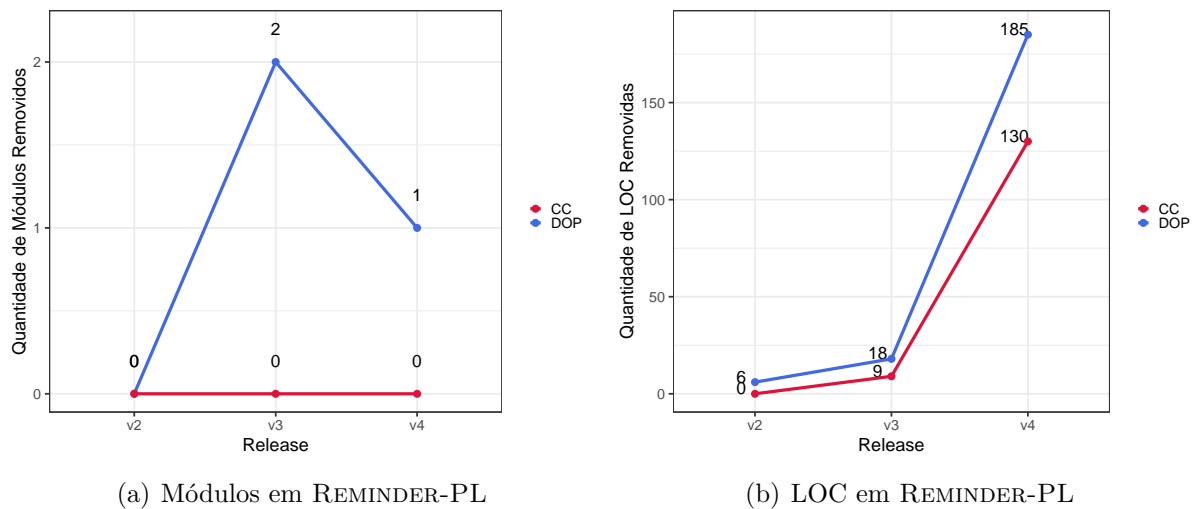 Quantidade de Módulos Removidos
2
1
0
2
1
0
0
0
0
v2
v3
v4
Release
CC
DOP
(a) Módulos em REMINDER-PL
Quantidade de LOC Removidas
150
100
50
0
185
130
18
9
6
0
v2
v3
v4
Release
CC
DOP
(b) LOC em REMINDER-PL